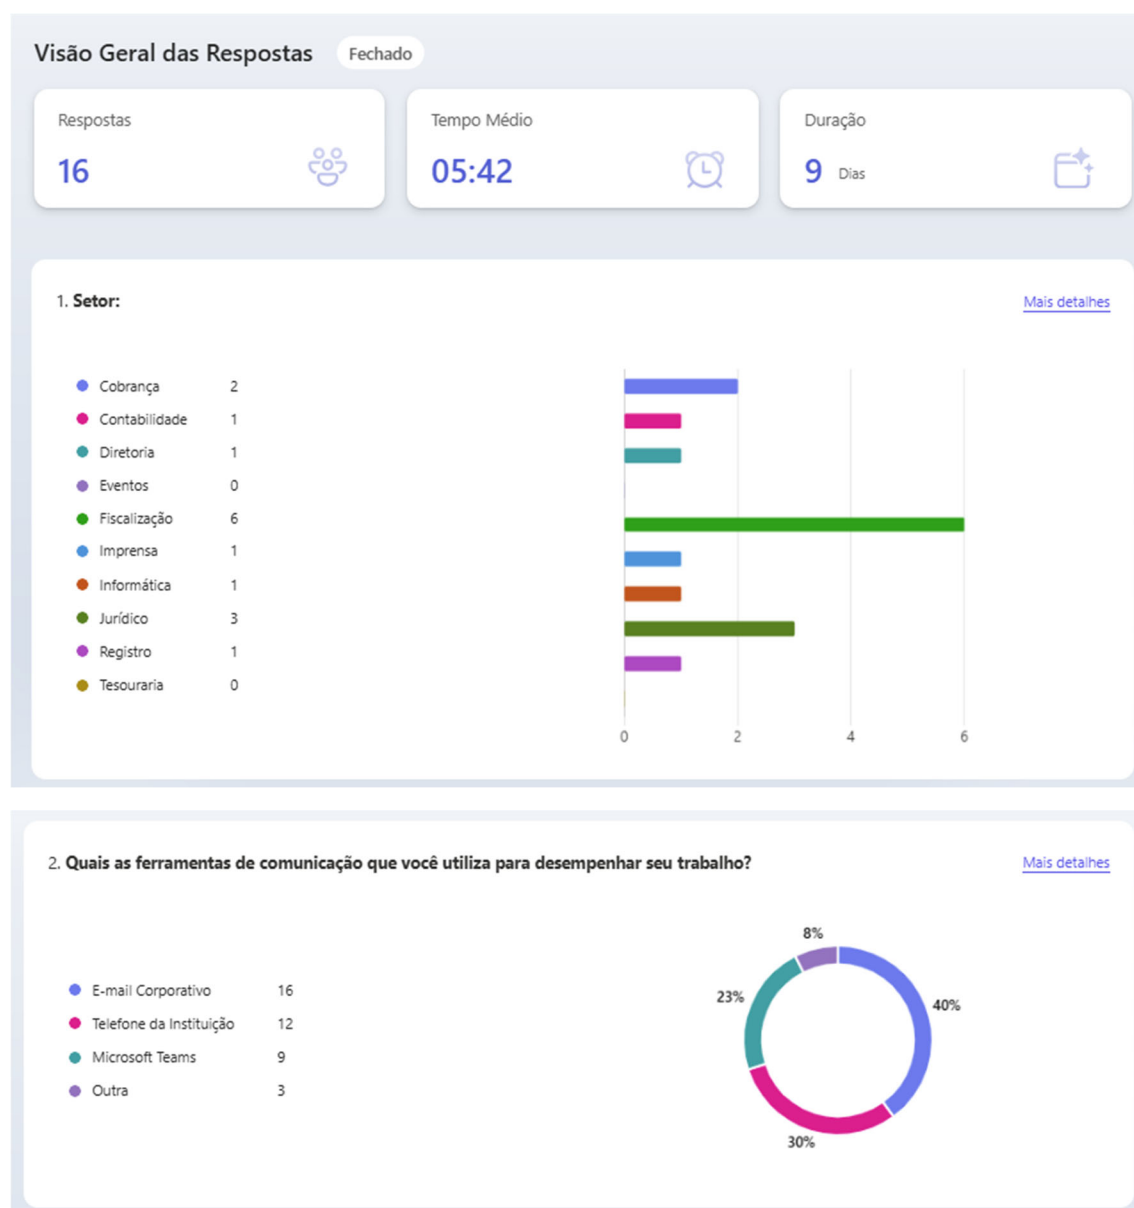 Visão Geral das Respostas Fechado
Respostas Tempo Médio Duração
16 05:42 9 Dias
1. Setor: Mais detalhes
Cobrança 2
Contabilidade 1
Diretoria 1
Eventos 0
Fiscalização 6
Imprensa 1
Informática 1
Jurídico 3
Registro 1
Tesouraria 0
0 2 4 6
2. Quais as ferramentas de comunicação que você utiliza para desempenhar seu trabalho? Mais detalhes
E-mail Corporativo 16
Telefone da Instituição 12
Microsoft Teams 9
Outra 3
8%
23%
40%
30%